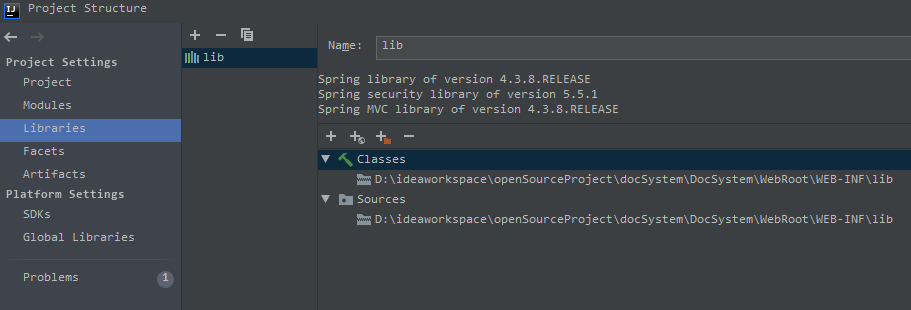 IJ Project Structure
Project Settings
Project
Modules
Libraries
Facets
Artifacts
Platform Settings
SDKs
Global Libraries
Problems 1
lib
Name: lib
Spring library of version 4.3.8.RELEASE
Spring security library of version 5.5.1
Spring MVC library of version 4.3.8.RELEASE
Classes
D:\ideaworkspace\openSourceProject\docSystem\DocSystem\WebRoot\WEB-INF\lib
Sources
D:\ideaworkspace\openSourceProject\docSystem\DocSystem\WebRoot\WEB-INF\lib